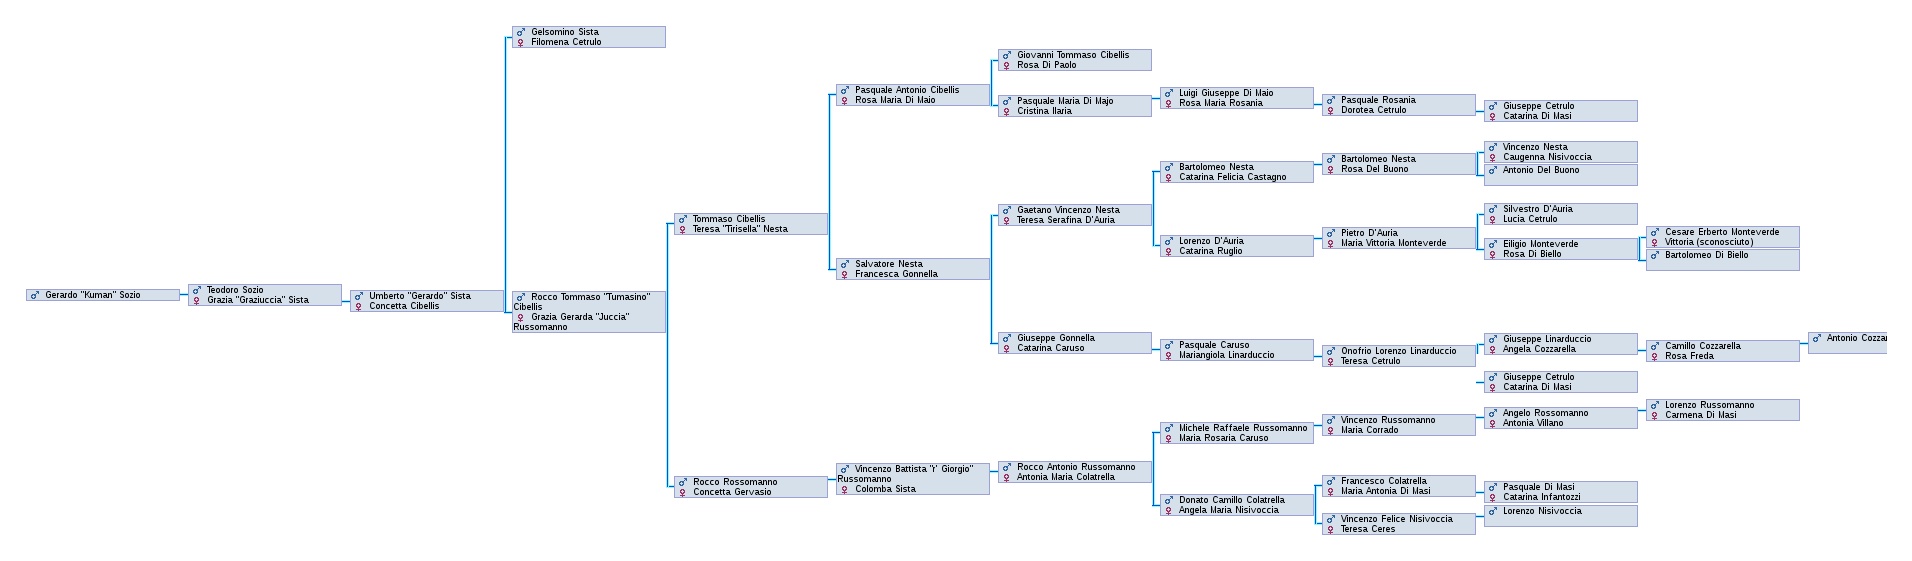 Gerardo "Kuman" Sozio
Teodoro Sozio
Grazia "Graziuccia" Sista
Umberto "Gerardo" Sista
Concetta Cibellis
Gelsomino Sista
Filomena Cetrulo
Rocco Tommaso "Tumasino"
Cibellis
Grazia Gerarda "Juccia"
Russomanno
Tommaso Cibellis
Teresa "Tirisella" Nesta
Rocco Rossomanno
Concetta Gervasio
Pasquale Antonio Cibellis
Rosa Maria Di Maio
Salvatore Nesta
Francesca Gonnella
Vincenzo Battista "r' Giorgio"
Russomanno
Colomba Sista
Giovanni Tommaso Cibellis
Rosa Di Paolo
Pasquale Maria Di Majo
Cristina Ilaria
Gaetano Vincenzo Nesta
Teresa Serafina D'Auria
Giuseppe Gonnella
Catarina Caruso
Rocco Antonio Russomanno
Antonia Maria Colatrella
Luigi Giuseppe Di Maio
Rosa Maria Rosania
Bartolomeo Nesta
Catarina Felicia Castagno
Lorenzo D'Auria
Catarina Ruglio
Pasquale Caruso
Mariangiola Linarduccio
Michele Raffaele Russomanno
Maria Rosaria Caruso
Donato Camillo Colatrella
Angela Maria Nisivoccia
Pasquale Rosania
Dorotea Cetrulo
Bartolomeo Nesta
Rosa Del Buono
Pietro D'Auria
Maria Vittoria Monteverde
Onofrio Lorenzo Linarduccio
Teresa Cetrulo
Vincenzo Russomanno
Maria Corrado
Francesco Colatrella
Maria Antonia Di Masi
Vincenzo Felice Nisivoccia
Teresa Ceres
Giuseppe Cetrulo
Catarina Di Masi
Vincenzo Nesta
Caugenna Nisivoccia
Antonio Del Buono
Silvestro D'Auria
Lucia Cetrulo
Eiligio Monteverde
Rosa Di Biello
Giuseppe Linarduccio
Angela Cozzarella
Giuseppe Cetrulo
Catarina Di Masi
Angelo Rossomanno
Antonia Villano
Pasquale Di Masi
Catarina Infantozzi
Lorenzo Nisivoccia
Cesare Erberto Monteverde
Vittoria (sconosciuto)
Bartolomeo Di Biello
Camillo Cozzarella
Rosa Freda
Lorenzo Russomanno
Carmena Di Masi
Antonio Cozzar